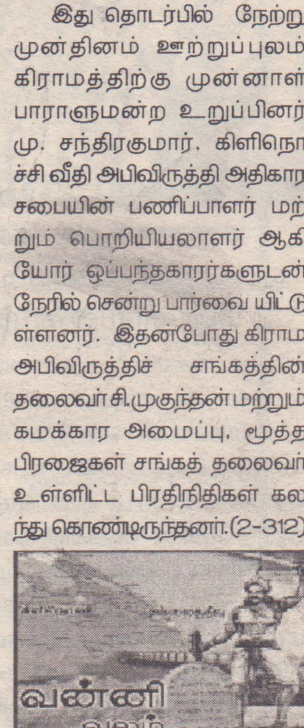 இது தொடர்பில் நேற்று
முன்தினம் ஊற்றுப்புலம்
கிராமத்திற்கு முன்னாள்
பாராளுமன்ற உறுப்பினர்
மு. சந்திரகுமார், கிளிநொ
ச்சி வீதி அபிவிருத்தி அதிகார
சபையின் பணிப்பாளர் மற்
றும் பொறியியலாளர் ஆகி
யோர் ஒப்பந்தகாரர்களுடன்
நேரில் சென்று பார்வை யிட்டு
ள்ளனர். இதன்போது கிராம
அபிவிருத்திச் சங்கத்தின்
தலைவர் சி.முகுந்தன் மற்றும்
கமக்கார அமைப்பு, மூத்த
பிரஜைகள் சங்கத் தலைவர்
உள்ளிட்ட பிரதிநிதிகள் கல
ந்து கொண்டிருந்தனர்.(2-312)
வன்னி
வலம்